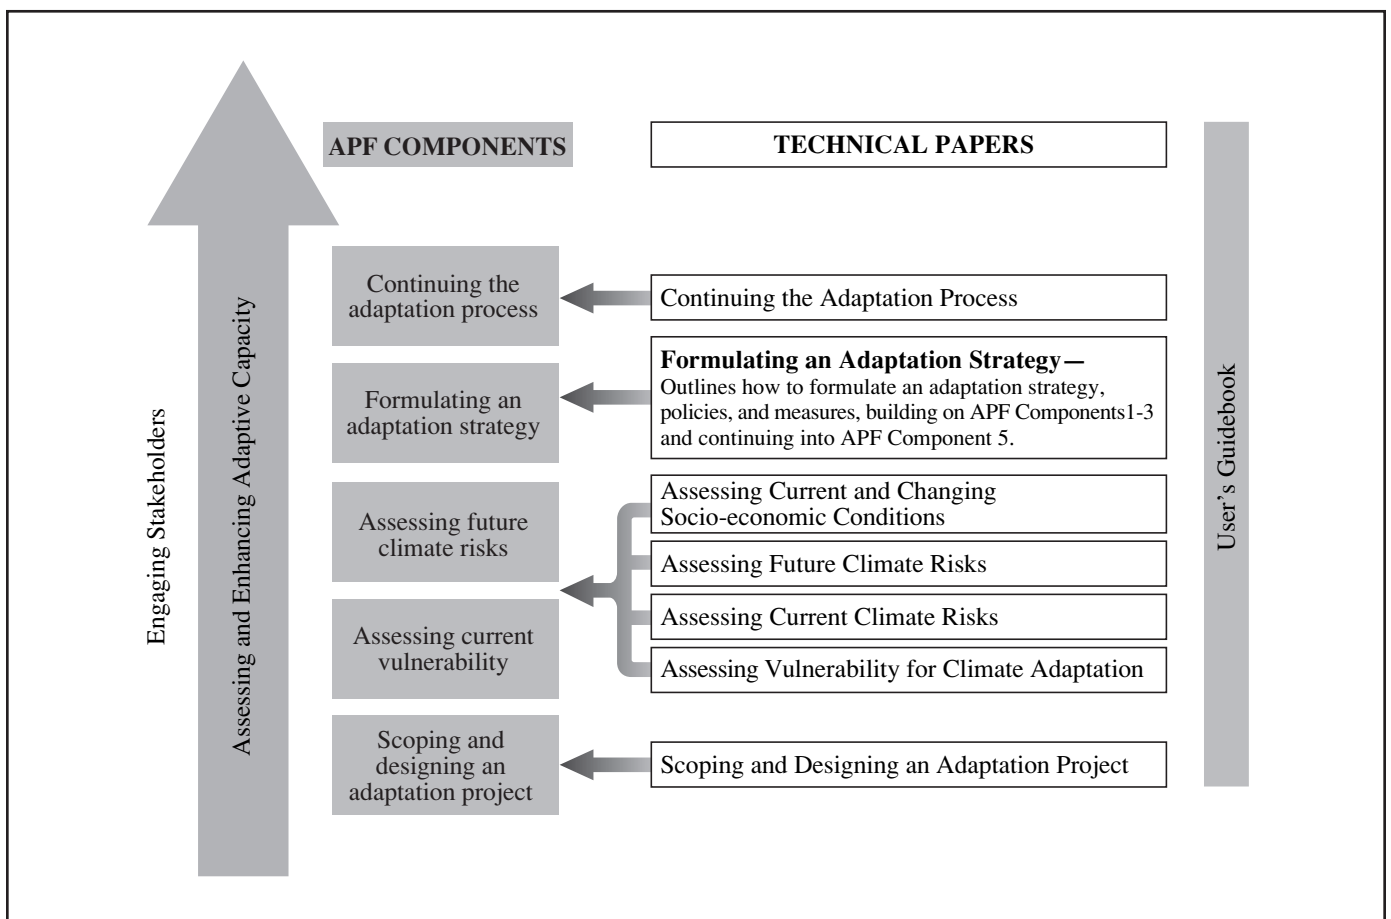 APF COMPONENTS
TECHNICAL PAPERS
Engaging Stakeholders
Assessing and Enhancing Adaptive Capacity
Continuing the
adaptation process
Continuing the Adaptation Process
Formulating an
adaptation strategy
Formulating an Adaptation Strategy—
Outlines how to formulate an adaptation strategy,
policies, and measures, building on APF Components1-3
and continuing into APF Component 5.
Assessing future
climate risks
Assessing current
vulnerability
Assessing Current and Changing
Socio-economic Conditions
Assessing Future Climate Risks
Assessing Current Climate Risks
Assessing Vulnerability for Climate Adaptation
Scoping and
designing an
adaptation project
Scoping and Designing an Adaptation Project
User’s Guidebook